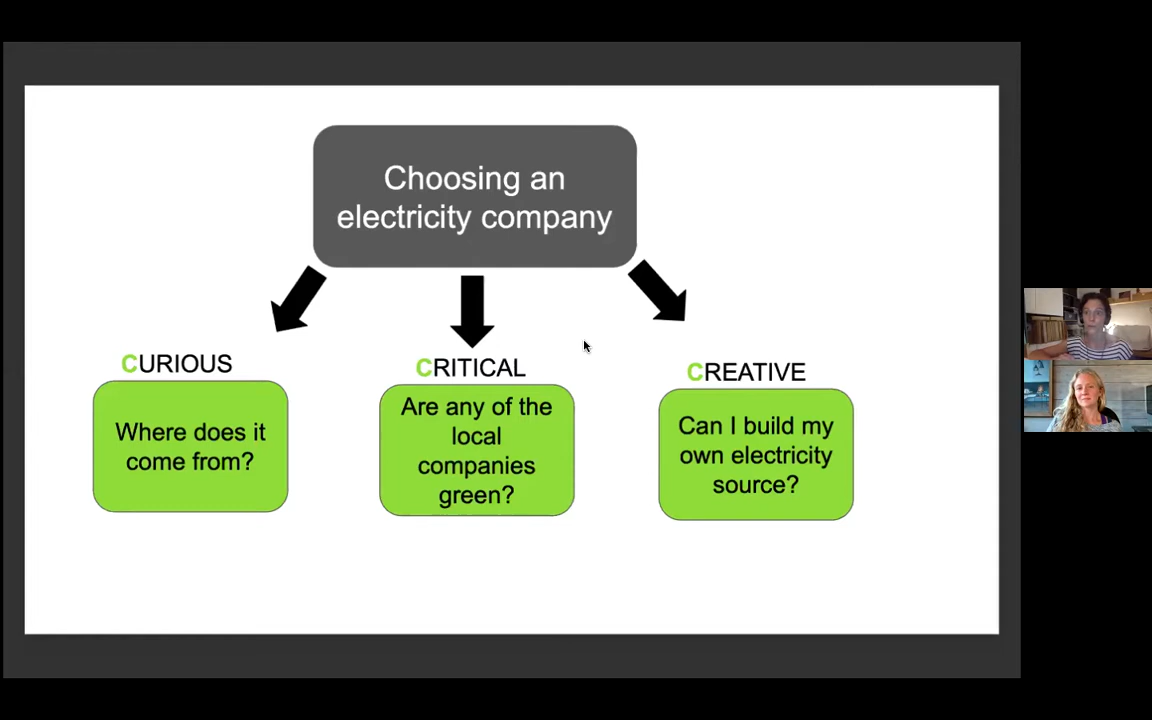 Choosing an
electricity company
CURIOUS
Where does it
come from?
CRITICAL
Are any of the
local
companies
green?
CREATIVE
Can I build my
own electricity
source?